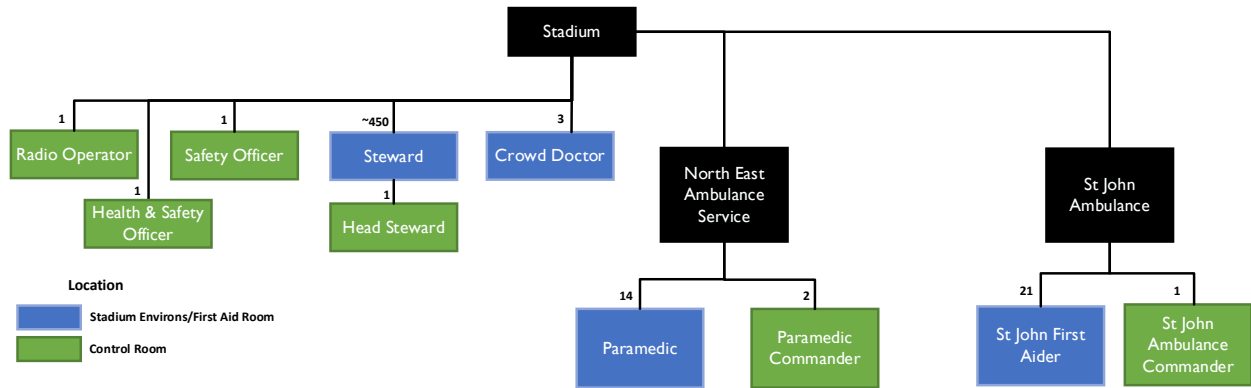 Stadium
1
Radio Operator
1
Safety Officer
~450
Steward
3
Crowd Doctor
1
Health & Safety
Officer
1
Head Steward
North East
Ambulance
Service
St John
Ambulance
Location
Stadium Environs/First Aid Room
Control Room
14
Paramedic
2
Paramedic
Commander
21
St John First
Aider
1
St John
Ambulance
Commander